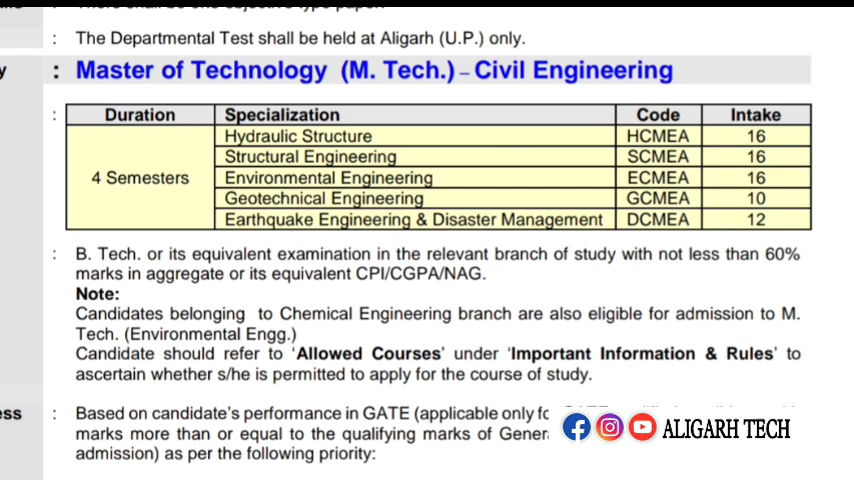 : The Departmental Test shall be held at Aligarh (U.P.) only.
y : Master of Technology (M. Tech.) – Civil Engineering
: Duration Specialization Code Intake
Hydraulic Structure HCMEA 16
Structural Engineering SCMEA 16
4 Semesters Environmental Engineering ECMEA 16
Geotechnical Engineering GCMEA 10
Earthquake Engineering & Disaster Management DCMEA 12
: B. Tech. or its equivalent examination in the relevant branch of study with not less than 60%
marks in aggregate or its equivalent CPI/CGPA/NAG.
Note:
Candidates belonging to Chemical Engineering branch are also eligible for admission to M.
Tech. (Environmental Engg.)
Candidate should refer to ‘Allowed Courses’ under ‘Important Information & Rules’ to
ascertain whether s/he is permitted to apply for the course of study.
ess : Based on candidate’s performance in GATE (applicable only
marks more than or equal to the qualifying marks of
admission) as per the following priority:
ALIGARH TECH